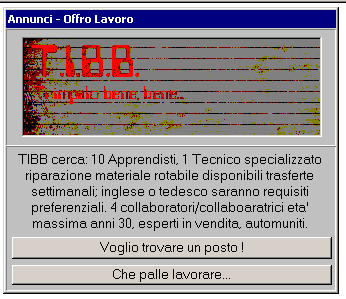 Annunci - Offro Lavoro
T.I.B.B.
TIBB cerca: 10 Apprendisti, 1 Tecnico specializzato
riparazione materiale rotabile disponibili trasferte
settimanali; inglese o tedesco saranno requisiti
preferenziali. 4 collaboratori/collaboaratrici eta'
massima anni 30, esperti in vendita, automuniti.
Voglio trovare un posto !
Che palle lavorare...